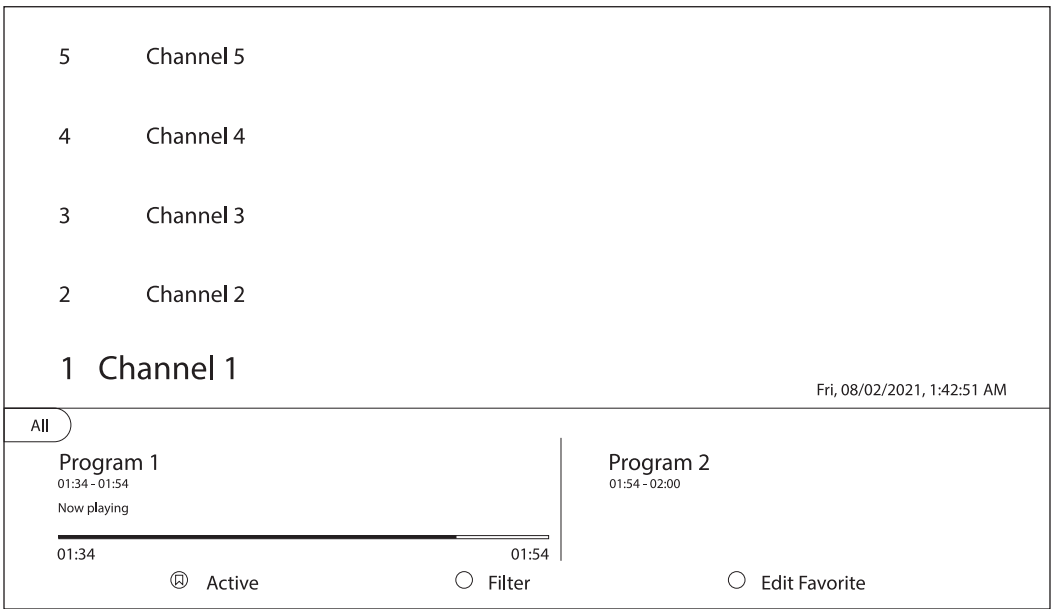 5 Channel 5
4 Channel 4
3 Channel 3
2 Channel 2
1 Channel 1
Fri, 08/02/2021, 1:42:51 AM
All
Program 1
01:34 - 01:54
Now playing
01:34 01:54
Program 2
01:54 - 02:00
Active Filter Edit Favorite